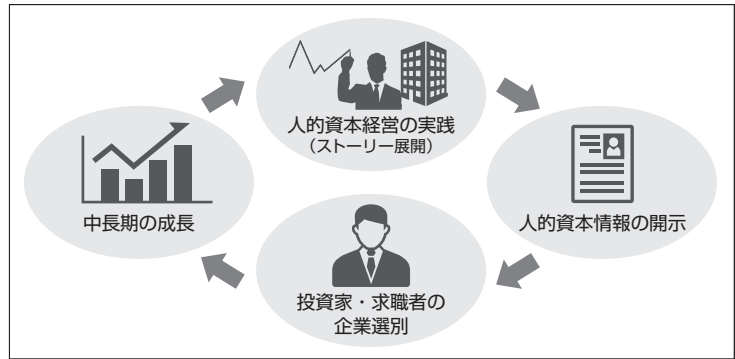 人的資本経営の実践
（ストーリー展開）
人的資本情報の開示
投資家・求職者の
企業選別
中長期の成長